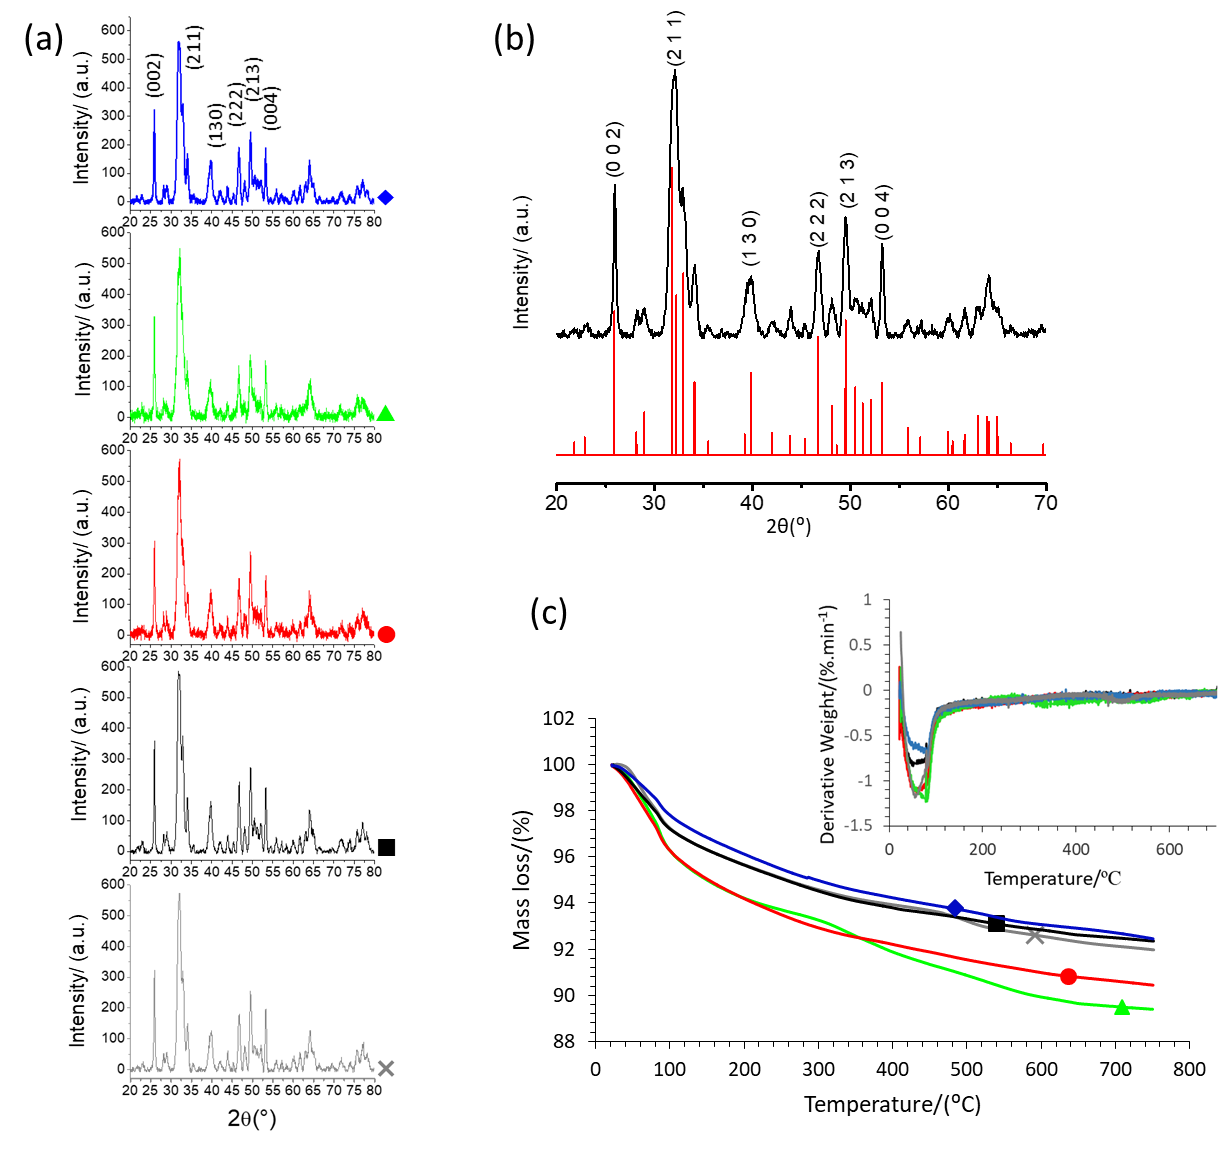 (a)
600
500
400
300
200
100
0
Intensity/ (a.u.)
(002)
(211)
(130)
(222)
(213)
(004)
20 25 30 35 40 45 50 55 60 65 70 75 80
600
500
400
300
200
100
0
Intensity/ (a.u.)
20 25 30 35 40 45 50 55 60 65 70 75 80
600
500
400
300
200
100
0
Intensity/ (a.u.)
20 25 30 35 40 45 50 55 60 65 70 75 80
600
500
400
300
200
100
0
Intensity/ (a.u.)
20 25 30 35 40 45 50 55 60 65 70 75 80
600
500
400
300
200
100
0
Intensity/ (a.u.)
20 25 30 35 40 45 50 55 60 65 70 75 80
2θ(°)
(b)
Intensity/ (a.u.)
(0 0 2)
(2 1 1)
(1 3 0)
(2 2 2)
(2 1 3)
(0 0 4)
20 30 40 50 60 70
2θ(º)
(c)
102
100
98
96
94
92
90
88
Mass loss/(%)
0 100 200 300 400 500 600 700 800
Temperature/(ºC)
1
0.5
0
-0.5
-1
-1.5
Derivative Weight/(%.min⁻¹)
0 200 400 600
Temperature/ºC